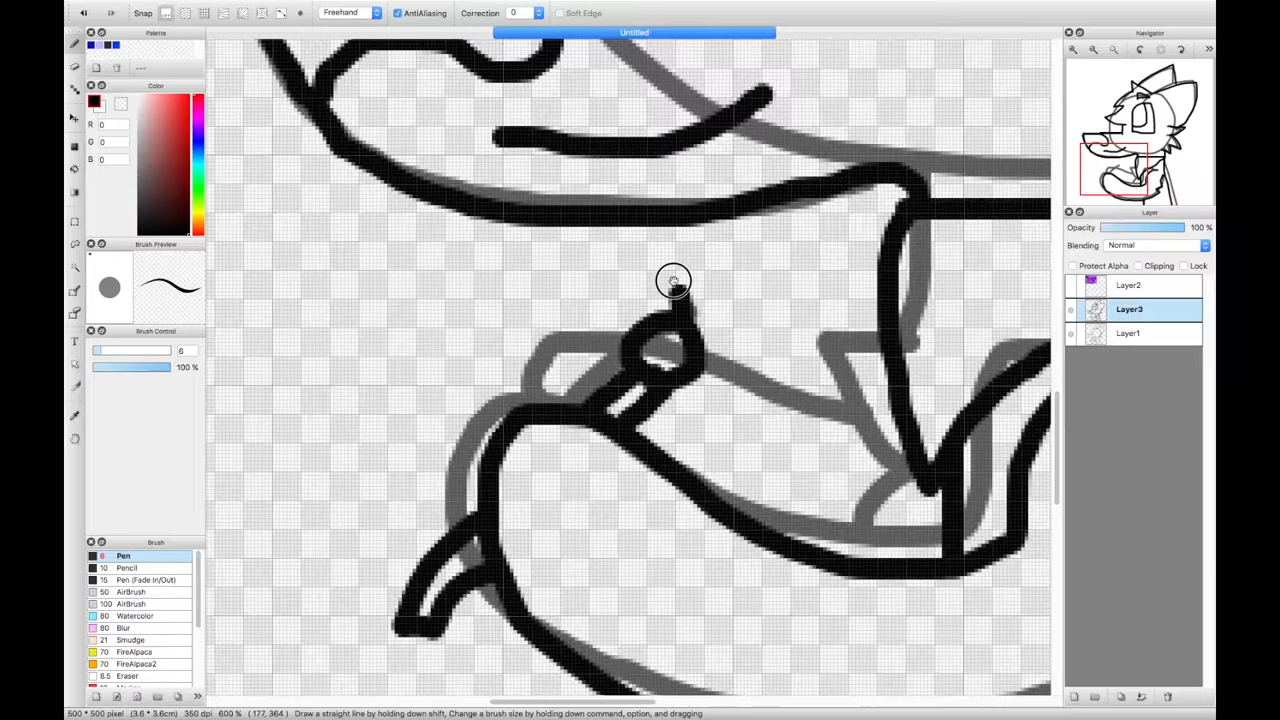 Snap
Freehand
AntiAliasing
Correction
0
Soft Edge
Palette
Untitled
Navigator
Color
R 0
G 0
B 0
Layer
Opacity
100 %
Blending
Normal
Protect Alpha
Clipping
Lock
Layer2
Layer3
Layer1
Brush Preview
Brush Control
6
100 %
Brush
6 Pen
10 Pencil
15 Pen (Fade In/Out)
50 AirBrush
100 AirBrush
80 Warcolor
80 Blur
21 Smudge
70 FireAlpaca
70 FireAlpaca2
8.5 Eraser
500 * 500 pixel (3.6 * 3.6cm) 350 dpi 600 % (177, 364) Draw a straight line by holding down shift, Change a brush size by holding down command, option, and dragging